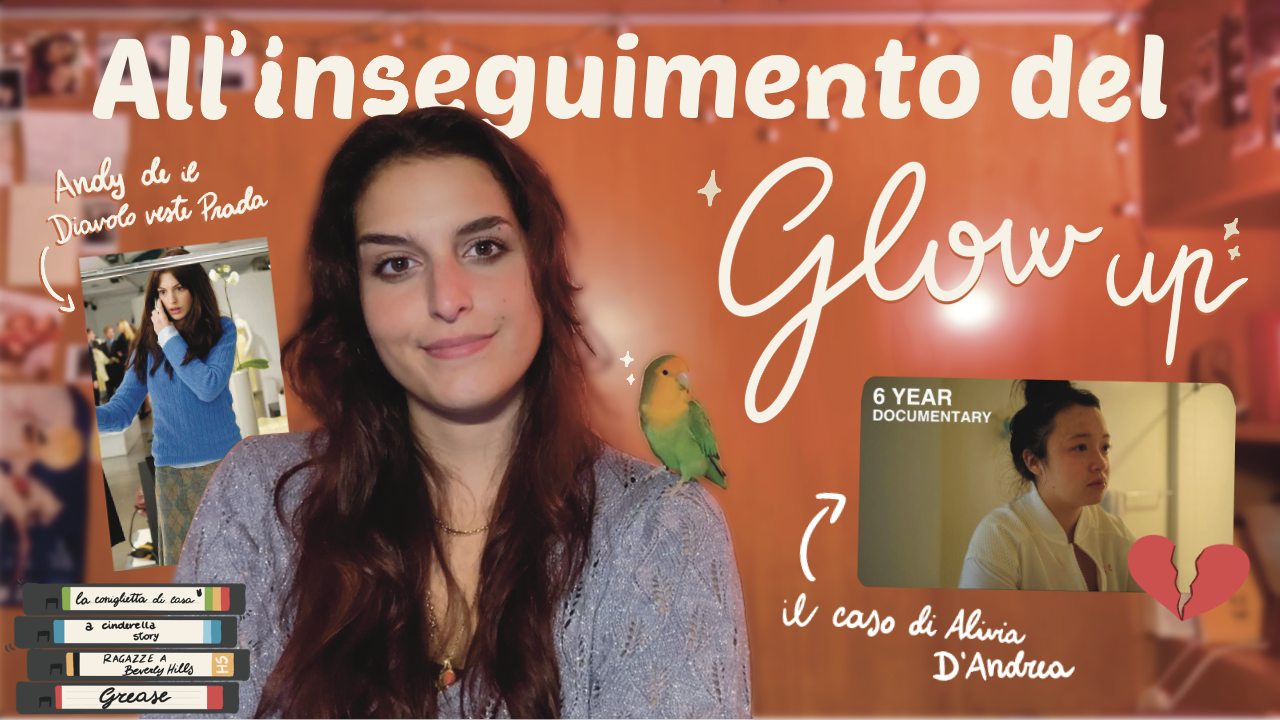 All'inseguimento del
Glow up
Andy de il
Diavolo veste Prada
6 YEAR
DOCUMENTARY
il caso di Alivia
D'Andrea
la coniglietta di casa
a cinderella
story
RAGAZZE A
Beverly Hills
HS
Grease